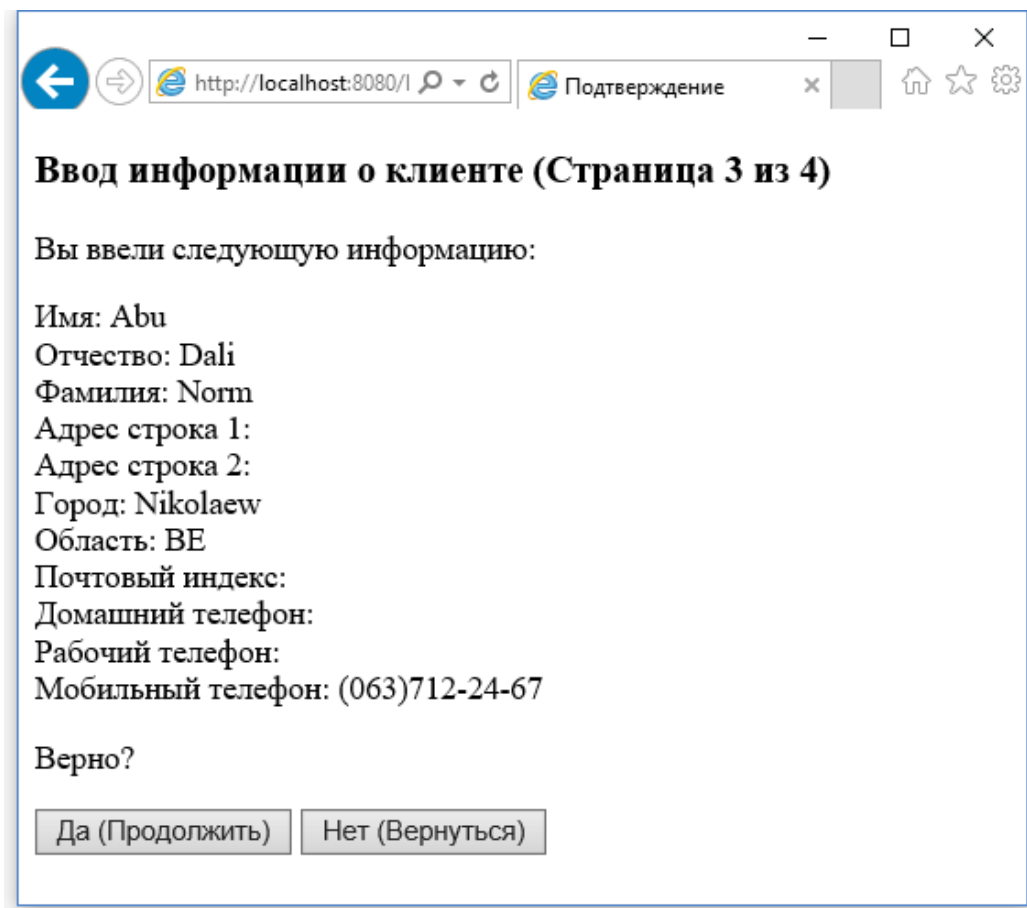 http://localhost:8080/l
Подтверждение
Ввод информации о клиенте (Страница 3 из 4)
Вы ввели следующую информацию:
Имя: Abu
Отчество: Dali
Фамилия: Norm
Адрес строка 1:
Адрес строка 2:
Город: Nikolaew
Область: BE
Почтовый индекс:
Домашний телефон:
Рабочий телефон:
Мобильный телефон: (063)712-24-67
Верно?
Да (Продолжить) Нет (Вернуться)